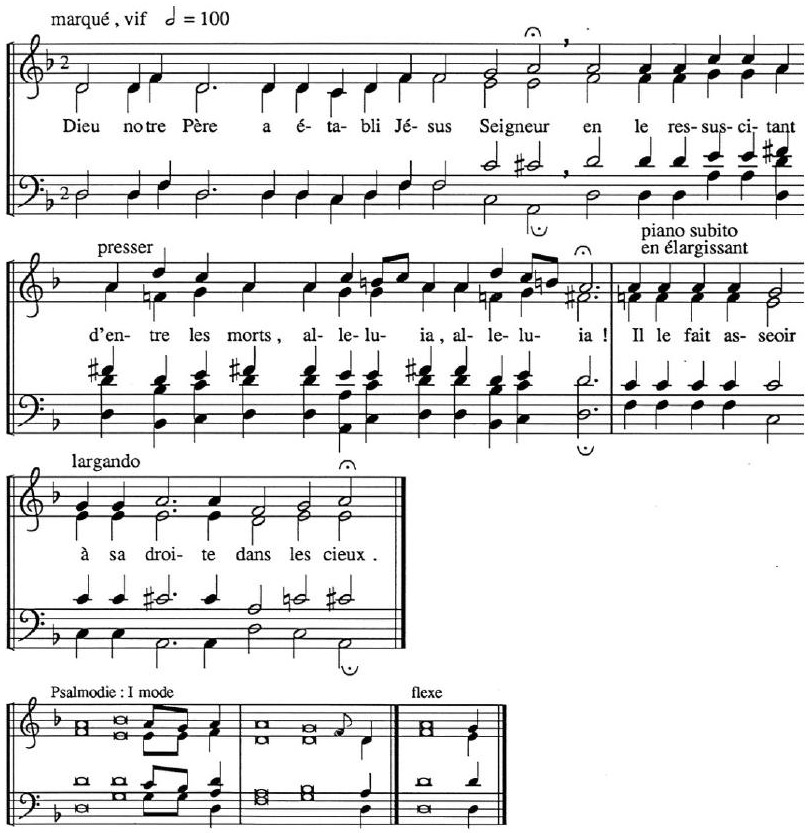 marqué , vif = 100
2
Dieu notre Père a é- ta- bli Jé- sus Seigneur en le res- sus- ci- tant
2
presser
piano subito
en élargissant
d'en- tre les morts , al- le- lu- ia , al- le- lu- ia ! Il le fait as- seoir
largando
à sa droi- te dans les cieux .
Psalmodie : I mode flexe